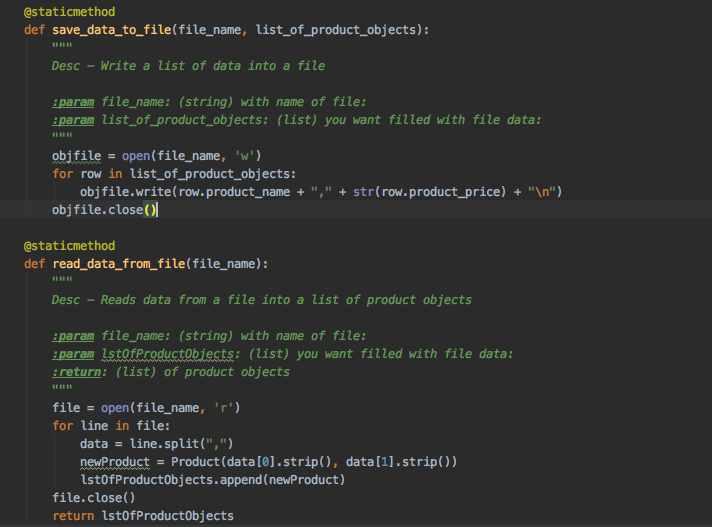 @staticmethod
def save_data_to_file(file_name, list_of_product_objects):
    """
    Desc - Write a list of data into a file

    :param file_name: (string) with name of file:
    :param list_of_product_objects: (list) you want filled with file data:
    """
    objfile = open(file_name, 'w')
    for row in list_of_product_objects:
        objfile.write(row.product_name + "," + str(row.product_price) + "\n")
    objfile.close()

@staticmethod
def read_data_from_file(file_name):
    """
    Desc - Reads data from a file into a list of product objects

    :param file_name: (string) with name of file:
    :param lstOfProductObjects: (list) you want filled with file data:
    :return: (list) of product objects
    """
    file = open(file_name, 'r')
    for line in file:
        data = line.split(",")
        newProduct = Product(data[0].strip(), data[1].strip())
        lstOfProductObjects.append(newProduct)
    file.close()
    return lstOfProductObjects